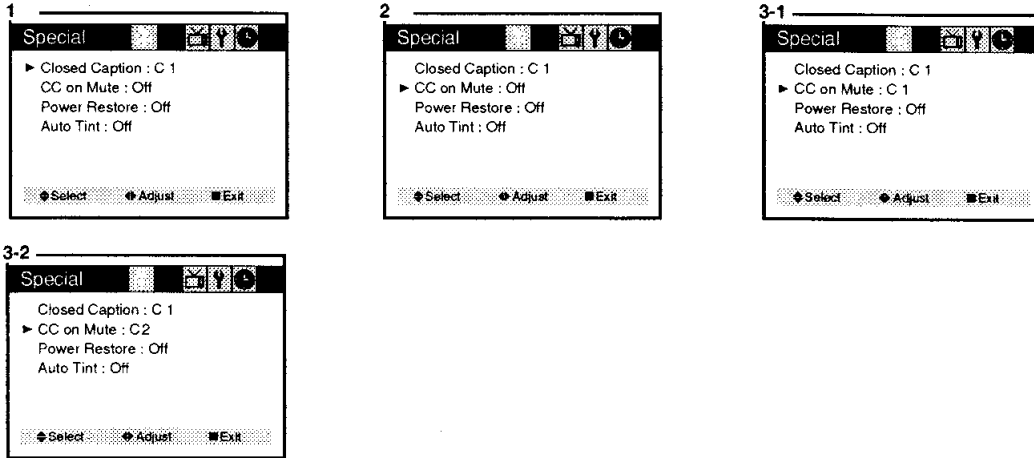 1
Special
► Closed Caption : C 1
CC on Mute : Off
Power Restore : Off
Auto Tint : Off
Select Adjust Exit
2
Special
Closed Caption : C 1
► CC on Mute : Off
Power Restore : Off
Auto Tint : Off
Select Adjust Exit
3-1
Special
Closed Caption : C 1
► CC on Mute : C 1
Power Restore : Off
Auto Tint : Off
Select Adjust Exit
3-2
Special
Closed Caption : C 1
► CC on Mute : C2
Power Restore : Off
Auto Tint : Off
Select Adjust Exit